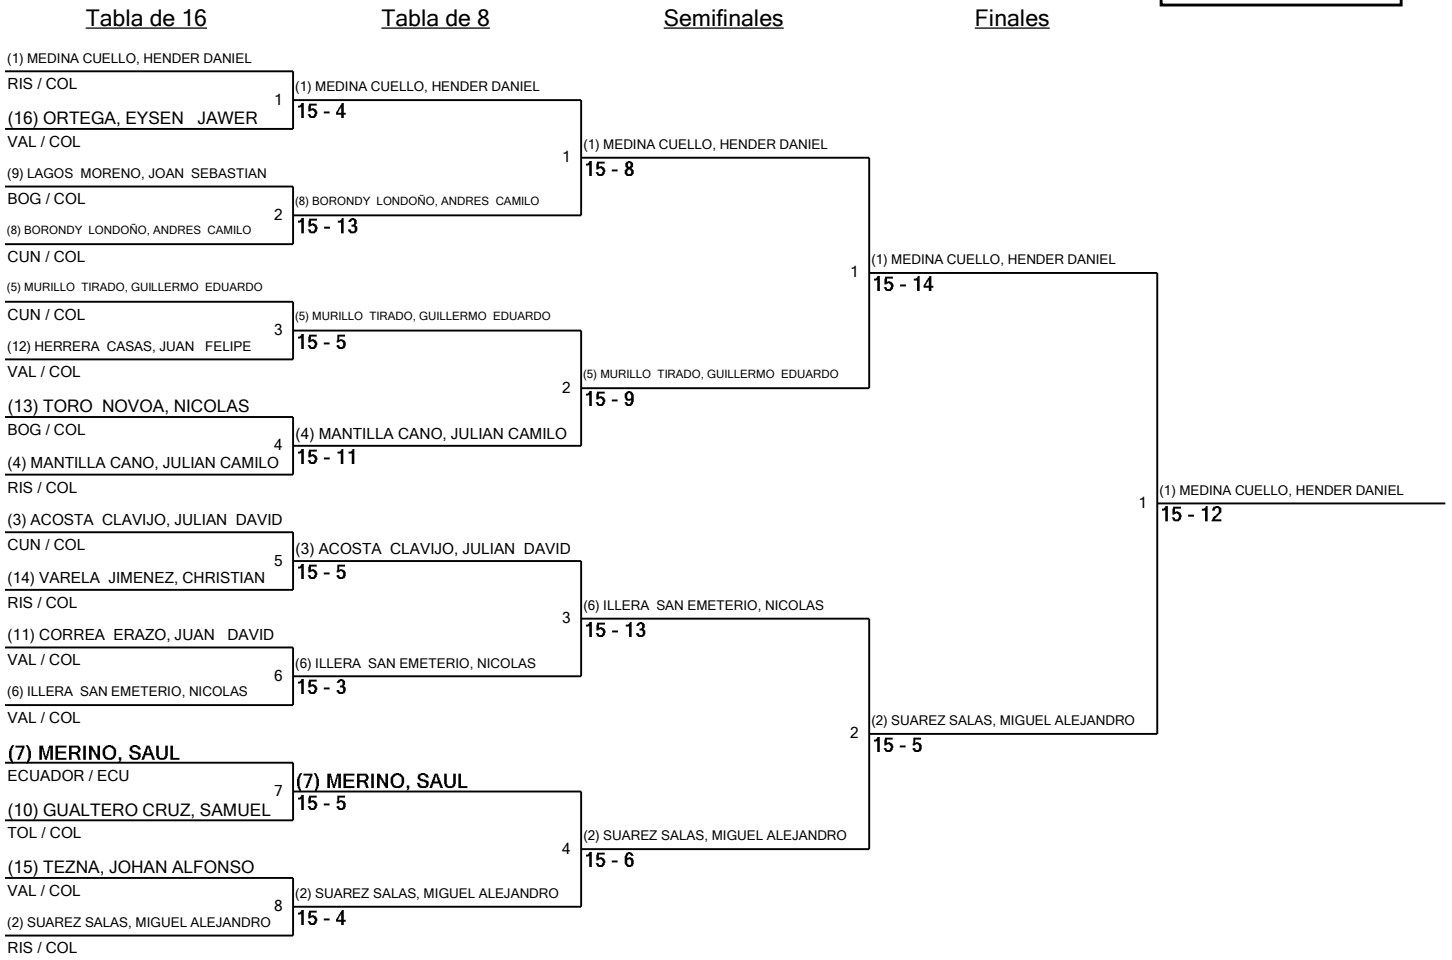 Tabla de 16
Tabla de 8
Semifinales
Finales
(1) MEDINA CUELLO, HENDER DANIEL
RIS / COL
1
(16) ORTEGA, EYSEN JAWER
VAL / COL
(9) LAGOS MORENO, JOAN SEBASTIAN
BOG / COL
2
(8) BORONDY LONDOÑO, ANDRES CAMILO
CUN / COL
(5) MURILLO TIRADO, GUILLERMO EDUARDO
CUN / COL
3
(12) HERRERA CASAS, JUAN FELIPE
VAL / COL
(13) TORO NOVOA, NICOLAS
BOG / COL
4
(4) MANTILLA CANO, JULIAN CAMILO
RIS / COL
(3) ACOSTA CLAVIJO, JULIAN DAVID
CUN / COL
5
(14) VARELA JIMENEZ, CHRISTIAN
RIS / COL
(11) CORREA ERAZO, JUAN DAVID
VAL / COL
6
(6) ILLERA SAN EMETERIO, NICOLAS
VAL / COL
(7) MERINO, SAUL
ECUADOR / ECU
7
(10) GUALTERO CRUZ, SAMUEL
TOL / COL
(15) TEZNA, JOHAN ALFONSO
VAL / COL
8
(2) SUAREZ SALAS, MIGUEL ALEJANDRO
RIS / COL
(1) MEDINA CUELLO, HENDER DANIEL
15 - 4
1
(8) BORONDY LONDOÑO, ANDRES CAMILO
15 - 13
(5) MURILLO TIRADO, GUILLERMO EDUARDO
15 - 5
2
(4) MANTILLA CANO, JULIAN CAMILO
15 - 11
(3) ACOSTA CLAVIJO, JULIAN DAVID
15 - 5
3
(6) ILLERA SAN EMETERIO, NICOLAS
15 - 3
(7) MERINO, SAUL
15 - 5
4
(2) SUAREZ SALAS, MIGUEL ALEJANDRO
15 - 4
(1) MEDINA CUELLO, HENDER DANIEL
15 - 8
1
(5) MURILLO TIRADO, GUILLERMO EDUARDO
15 - 9
(6) ILLERA SAN EMETERIO, NICOLAS
15 - 13
2
(2) SUAREZ SALAS, MIGUEL ALEJANDRO
15 - 6
(1) MEDINA CUELLO, HENDER DANIEL
15 - 14
1
(2) SUAREZ SALAS, MIGUEL ALEJANDRO
15 - 5
(1) MEDINA CUELLO, HENDER DANIEL
15 - 12